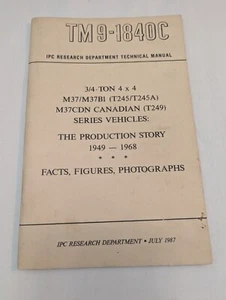 TM 9-1840C
IPC RESEARCH DEPARTMENT TECHNICAL MANUAL
3/4-TON 4 x 4
M37/M37B1 (T245/T245A)
M37CDN CANADIAN (T249)
SERIES VEHICLES:
THE PRODUCTION STORY
1949 — 1968
* * *
FACTS, FIGURES, PHOTOGRAPHS
IPC RESEARCH DEPARTMENT • JULY 1987